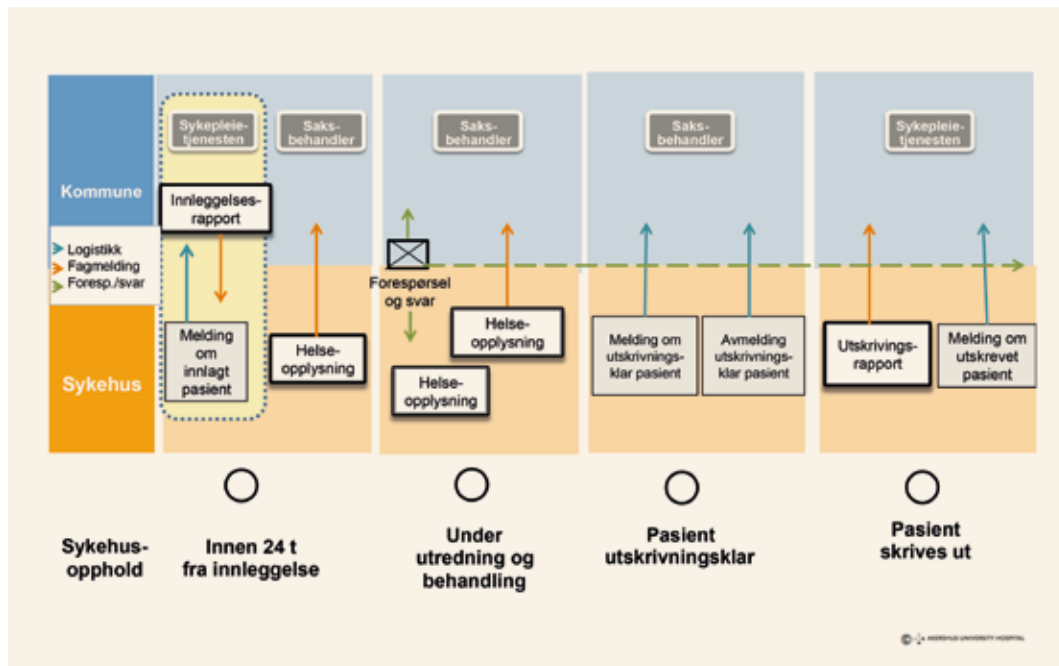 Sykepleie-
tjenesten
Saks-
behandler
Saks-
behandler
Saks-
behandler
Sykepleie-
tjenesten
Kommune
Innleggelses-
rapport
Logistikk
Fagmelding
Foresp./svar
Forespørsel
og svar
Melding
om
innlagt
pasient
Helse-
opplysning
Helse-
opplysning
Helse-
opplysning
Melding om
utskrivnings-
klar pasient
Avmelding
utskrivnings-
klar pasient
Utskrivings-
rapport
Melding om
utskrevet
pasient
Sykehus
Sykehus-
opphold
Innen 24 t
fra innleggelse
Under
utredning og
behandling
Pasient
utskrivningsklar
Pasient
skrives ut
AKERSHUS UNIVERSITY HOSPITAL